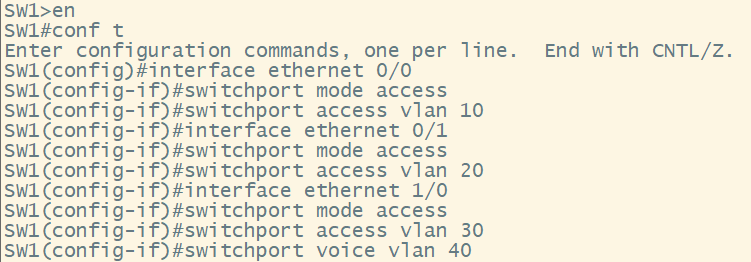 SW1>en
SW1#conf t
Enter configuration commands, one per line.  End with CNTL/Z.
SW1(config)#interface ethernet 0/0
SW1(config-if)#switchport mode access
SW1(config-if)#switchport access vlan 10
SW1(config-if)#interface ethernet 0/1
SW1(config-if)#switchport mode access
SW1(config-if)#switchport access vlan 20
SW1(config-if)#interface ethernet 1/0
SW1(config-if)#switchport mode access
SW1(config-if)#switchport access vlan 30
SW1(config-if)#switchport voice vlan 40